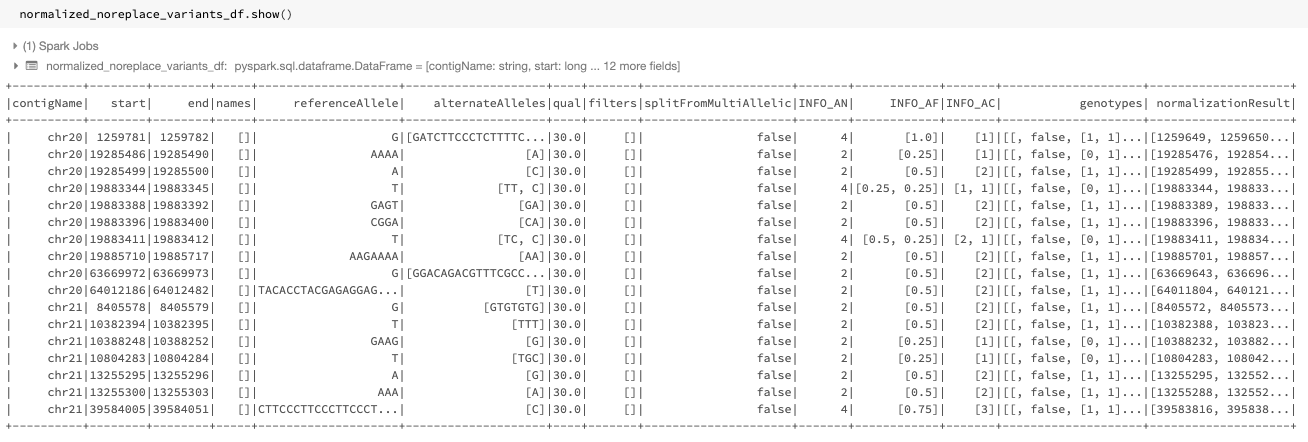 normalized_noreplace_variants_df.show()
(1) Spark Jobs
normalized_noreplace_variants_df: pyspark.sql.dataframe.DataFrame = [contigName: string, start: long ... 12 more fields]
+----------+--------+--------+-----+--------------------+--------------------+----+-------+---------------------+-------+------------+-------+--------------------+--------------------+
|contigName|   start|     end|names|     referenceAllele|    alternateAlleles|qual|filters|splitFromMultiAllelic|INFO_AN|     INFO_AF|INFO_AC|           genotypes| normalizationResult|
+----------+--------+--------+-----+--------------------+--------------------+----+-------+---------------------+-------+------------+-------+--------------------+--------------------+
|     chr20| 1259781| 1259782|   []|                   G|[GATCTTCCCTCTTTTC...|30.0|     []|                false|      4|       [1.0]|    [1]|[[, false, [1, 1]...|[1259649, 1259650...|
|     chr20|19285486|19285490|   []|                AAAA|                 [A]|30.0|     []|                false|      2|      [0.25]|    [1]|[[, false, [0, 1]...|[19285476, 192854...|
|     chr20|19285499|19285500|   []|                   A|                 [C]|30.0|     []|                false|      2|       [0.5]|    [2]|[[, false, [1, 1]...|[19285499, 192855...|
|     chr20|19883344|19883345|   []|                   T|             [TT, C]|30.0|     []|                false|      4|[0.25, 0.25]| [1, 1]|[[, false, [0, 1]...|[19883344, 198833...|
|     chr20|19883388|19883392|   []|                GAGT|                [GA]|30.0|     []|                false|      2|       [0.5]|    [2]|[[, false, [1, 1]...|[19883389, 198833...|
|     chr20|19883396|19883400|   []|                CGGA|                [CA]|30.0|     []|                false|      2|       [0.5]|    [2]|[[, false, [1, 1]...|[19883396, 198833...|
|     chr20|19883411|19883412|   []|                   T|             [TC, C]|30.0|     []|                false|      4| [0.5, 0.25]| [2, 1]|[[, false, [0, 1]...|[19883411, 198834...|
|     chr20|19885710|19885717|   []|             AAGAAAA|                [AA]|30.0|     []|                false|      2|       [0.5]|    [2]|[[, false, [1, 1]...|[19885701, 198857...|
|     chr20|63669972|63669973|   []|                   G|[GGACAGACGTTTCGCC...|30.0|     []|                false|      2|       [0.5]|    [2]|[[, false, [1, 1]...|[63669643, 636696...|
|     chr20|64012186|64012482|   []|TACACCTACGAGAGGAG...|                 [T]|30.0|     []|                false|      2|       [0.5]|    [2]|[[, false, [1, 1]...|[64011804, 640121...|
|     chr21| 8405578| 8405579|   []|                   G|           [GTGTGTG]|30.0|     []|                false|      2|       [0.5]|    [2]|[[, false, [1, 1]...|[8405572, 8405573...|
|     chr21|10382394|10382395|   []|                   T|               [TTT]|30.0|     []|                false|      2|       [0.5]|    [2]|[[, false, [1, 1]...|[10382388, 103823...|
|     chr21|10388248|10388252|   []|                GAAG|                 [G]|30.0|     []|                false|      2|      [0.25]|    [1]|[[, false, [0, 1]...|[10388232, 103882...|
|     chr21|10804283|10804284|   []|                   T|               [TGC]|30.0|     []|                false|      2|      [0.25]|    [1]|[[, false, [0, 1]...|[10804283, 108042...|
|     chr21|13255295|13255296|   []|                   A|                 [G]|30.0|     []|                false|      2|       [0.5]|    [2]|[[, false, [1, 1]...|[13255295, 132552...|
|     chr21|13255300|13255303|   []|                 AAA|                 [A]|30.0|     []|                false|      2|       [0.5]|    [2]|[[, false, [1, 1]...|[13255288, 132552...|
|     chr21|39584005|39584051|   []|CTTCCCTTCCCTTCCCT...|                 [C]|30.0|     []|                false|      4|      [0.75]|    [3]|[[, false, [1, 1]...|[39583816, 395838...|
+----------+--------+--------+-----+--------------------+--------------------+----+-------+---------------------+-------+------------+-------+--------------------+--------------------+